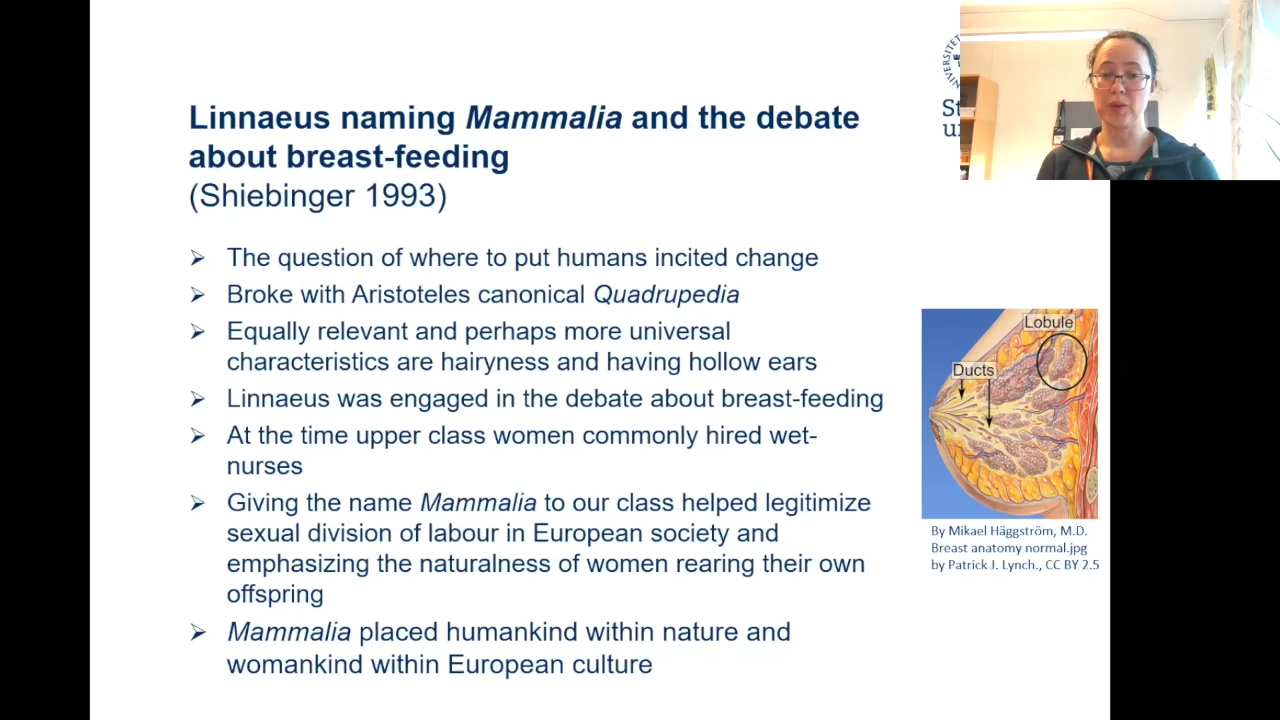 Linnaeus naming Mammalia and the debate
about breast-feeding
(Shiebinger 1993)
➢ The question of where to put humans incited change
➢ Broke with Aristoteles canonical Quadrupedia
➢ Equally relevant and perhaps more universal
characteristics are hairyness and having hollow ears
➢ Linnaeus was engaged in the debate about breast-feeding
➢ At the time upper class women commonly hired wet-
nurses
➢ Giving the name Mammalia to our class helped legitimize
sexual division of labour in European society and
emphasizing the naturalness of women rearing their own
offspring
➢ Mammalia placed humankind within nature and
womankind within European culture
Lobule
Ducts
By Mikael Häggström, M.D.
Breast anatomy normal.jpg
by Patrick J. Lynch., CC BY 2.5